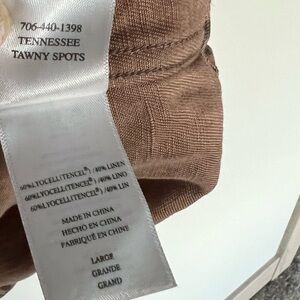 706-440-1398
TENNESSEE
TAWNY SPOTS
60%LYOCELL(TENCEL®) / 40% LINEN
60%LYOCELL(TENCEL®) / 40% LINO
60%LYOCELL(TENCEL®) / 40% LIN
MADE IN CHINA
HECHO EN CHINA
FABRIQUÉ EN CHINE
LARGE
GRANDE
GRAND